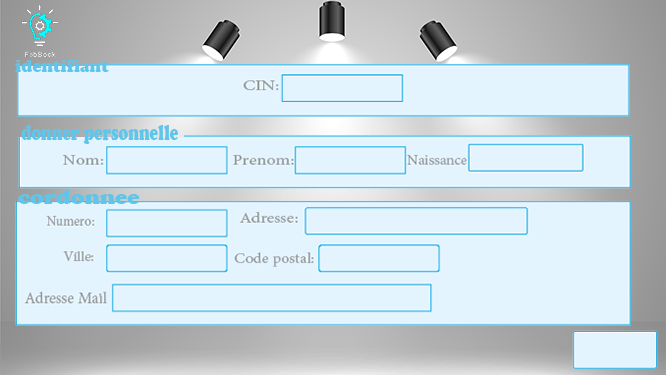 FabBook
identifiant
CIN:
donner personnelle
Nom: Prenom: Naissance
cordonnee
Numero: Adresse:
Ville: Code postal:
Adresse Mail